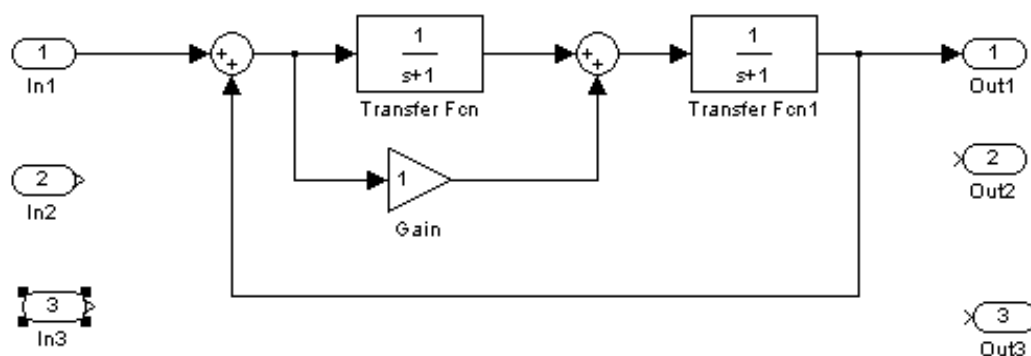 1
In1
+
+
1
s+1
Transfer Fcn
+
+
1
s+1
Transfer Fcn1
1
Out1
2
In2
1
Gain
2
Out2
3
In3
3
Out3